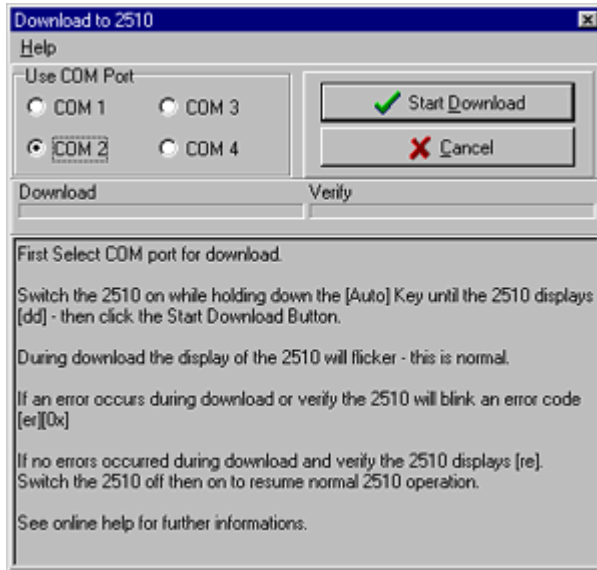 Download to 2510
Help
Use COM Port
COM 1
COM 3
COM 2
COM 4
Start Download
Cancel
Download
Verify
First Select COM port for download.
Switch the 2510 on while holding down the [Auto] Key until the 2510 displays
[dd] - then click the Start Download Button.
During download the display of the 2510 will flicker - this is normal.
If an error occurs during download or verify the 2510 will blink an error code
[er][0x]
If no errors occurred during download and verify the 2510 displays [re].
Switch the 2510 off then on to resume normal 2510 operation.
See online help for further informations.